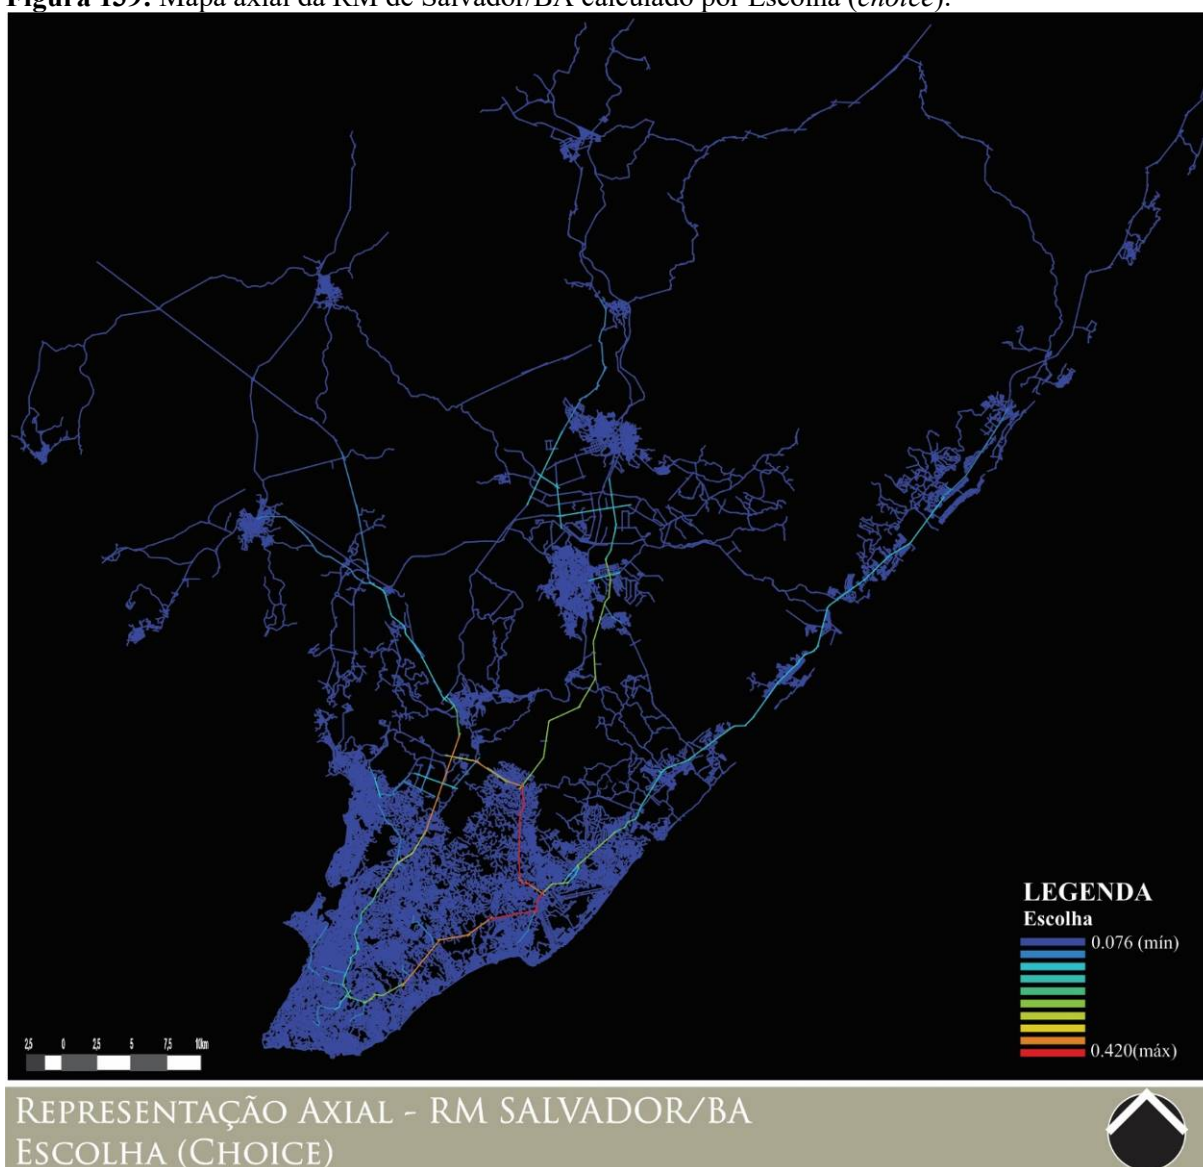 Figura 139: Mapa axial da RM de Salvador/BA calculado por Escolha (choice).
LEGENDA
Escolha
0.076 (mín)
0.420(máx)
2,5 0 2,5 5 7,5 10km
REPRESENTAÇÃO AXIAL - RM SALVADOR/BA
ESCOLHA (CHOICE)